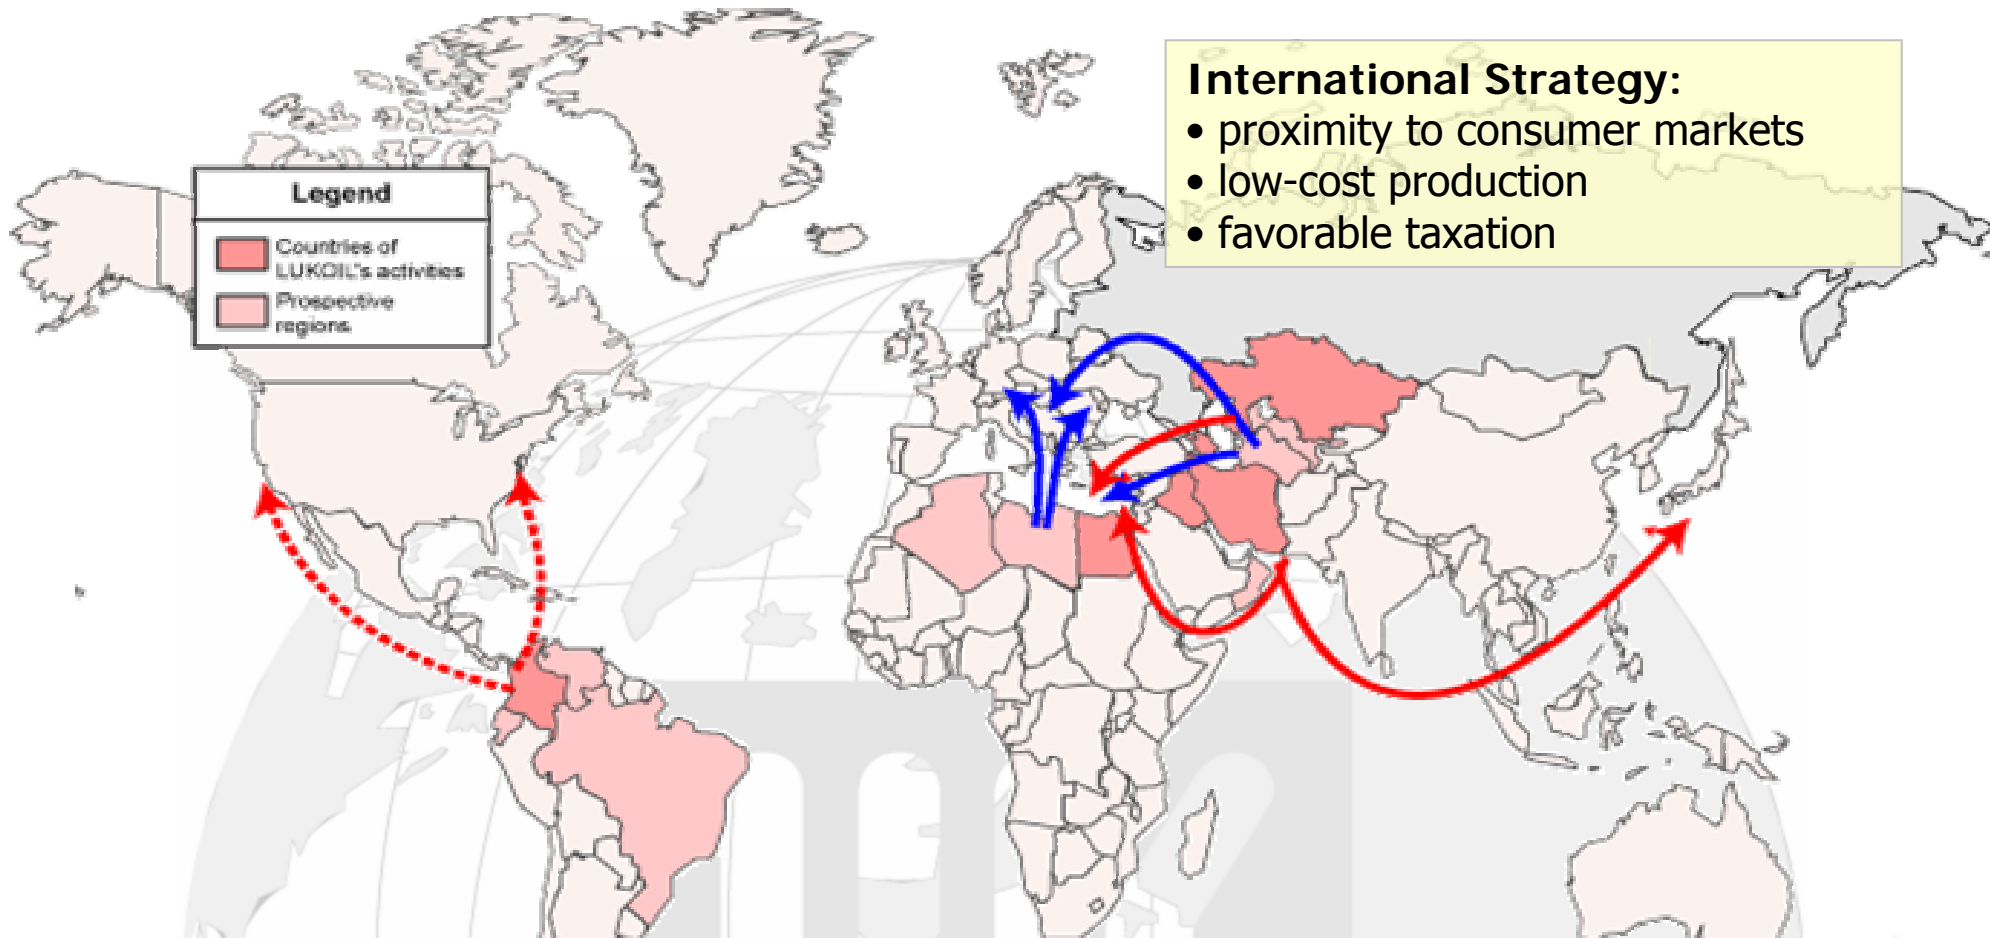 International Strategy:
• proximity to consumer markets
• low-cost production
• favorable taxation
Legend
Countries of
LUKOIL's activities
Prospective
regions